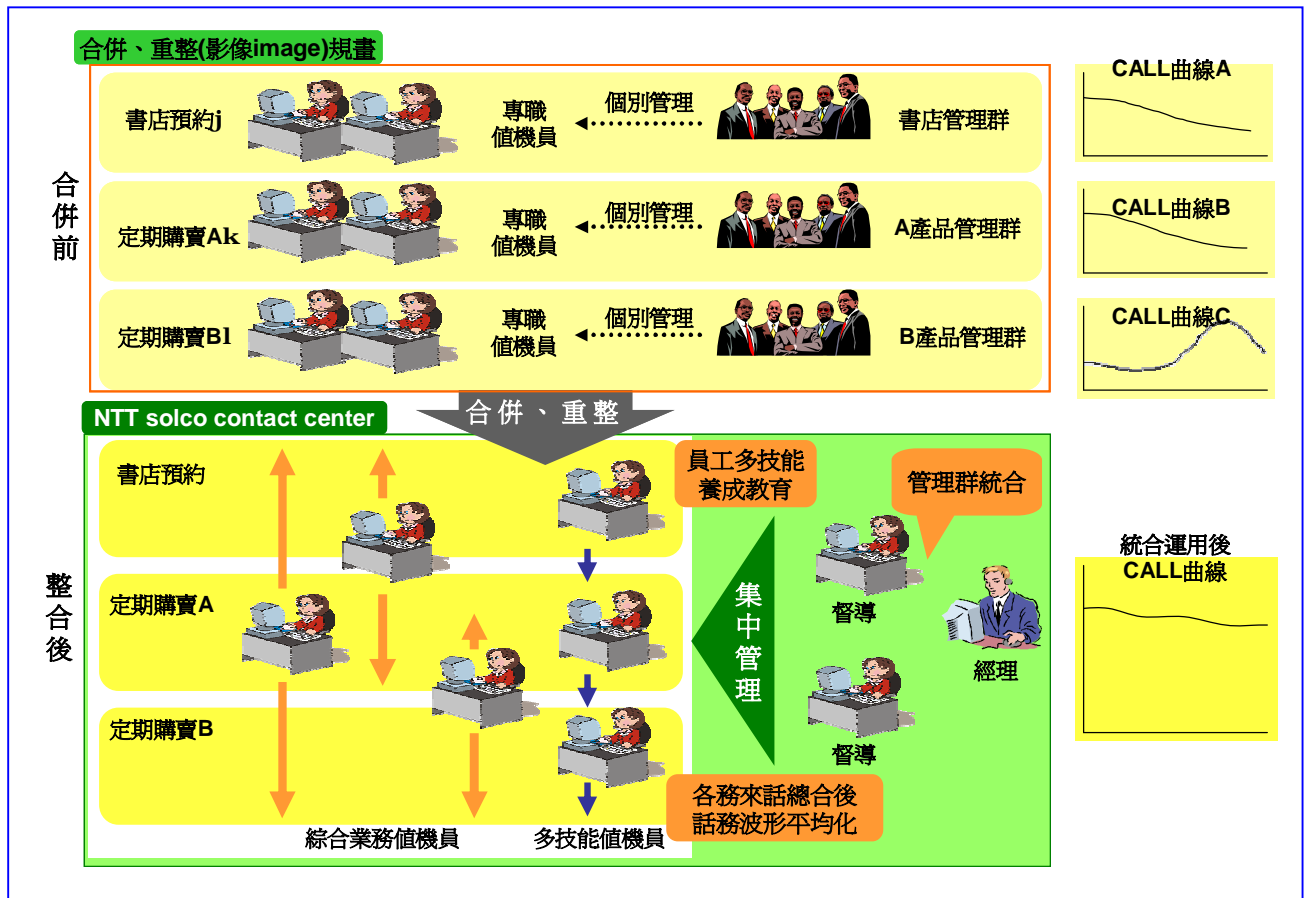 合併、重整(影像image)規畫
合
併
前
書店預約j
專職
值機員
個別管理
書店管理群
CALL曲線A
定期購賣Ak
專職
值機員
個別管理
A產品管理群
CALL曲線B
定期購賣Bl
專職
值機員
個別管理
B產品管理群
CALL曲線C
合併、重整
NTT solco contact center
整
合
後
書店預約
定期購賣A
定期購賣B
綜合業務值機員
多技能值機員
員工多技能
養成教育
集
中
管
理
管理群統合
督導
經理
督導
各務來話總合後
話務波形平均化
統合運用後
CALL曲線